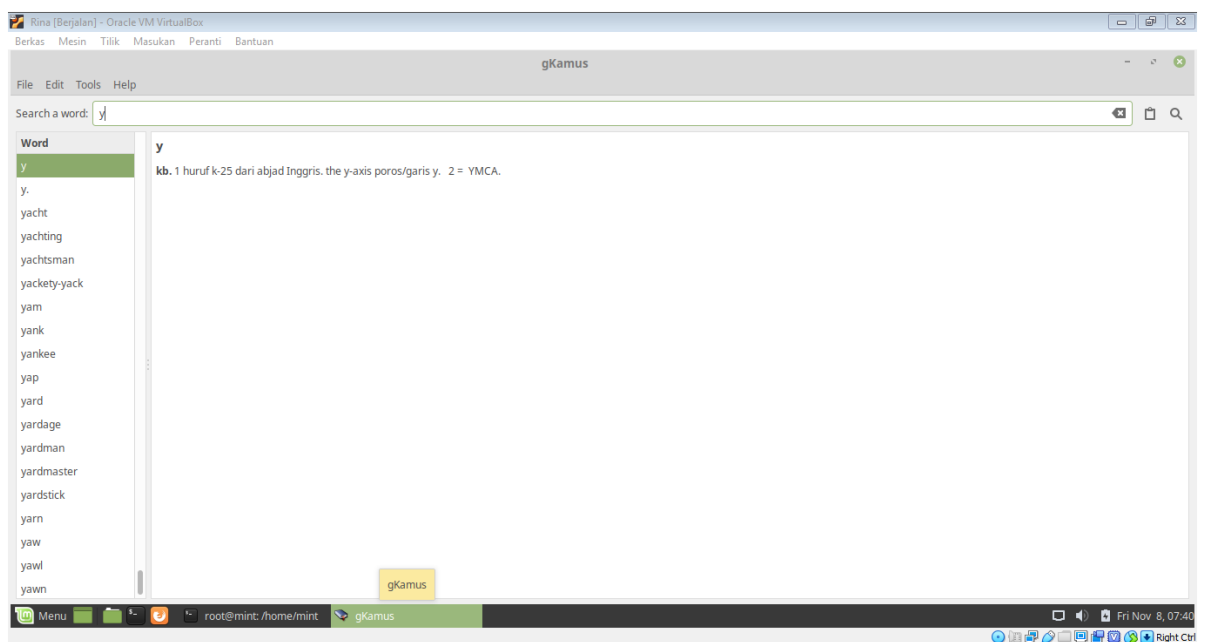 Rina [Berjalan] - Oracle VM VirtualBox
Berkas Mesin Tilik Masukan Peranti Bantuan
gKamus
File Edit Tools Help
Search a word: y
Word
y
y.
yacht
yachting
yachtsman
yackety-yack
yam
yank
yankee
yap
yard
yardage
yardman
yardmaster
yardstick
yarn
yaw
yawl
yawn
y
kb. 1 huruf k-25 dari abjad Inggris. the y-axis poros/garis y. 2 = YMCA.
gKamus
Menu root@mint: /home/mint gKamus Fri Nov 8, 07:40
Right Ctrl